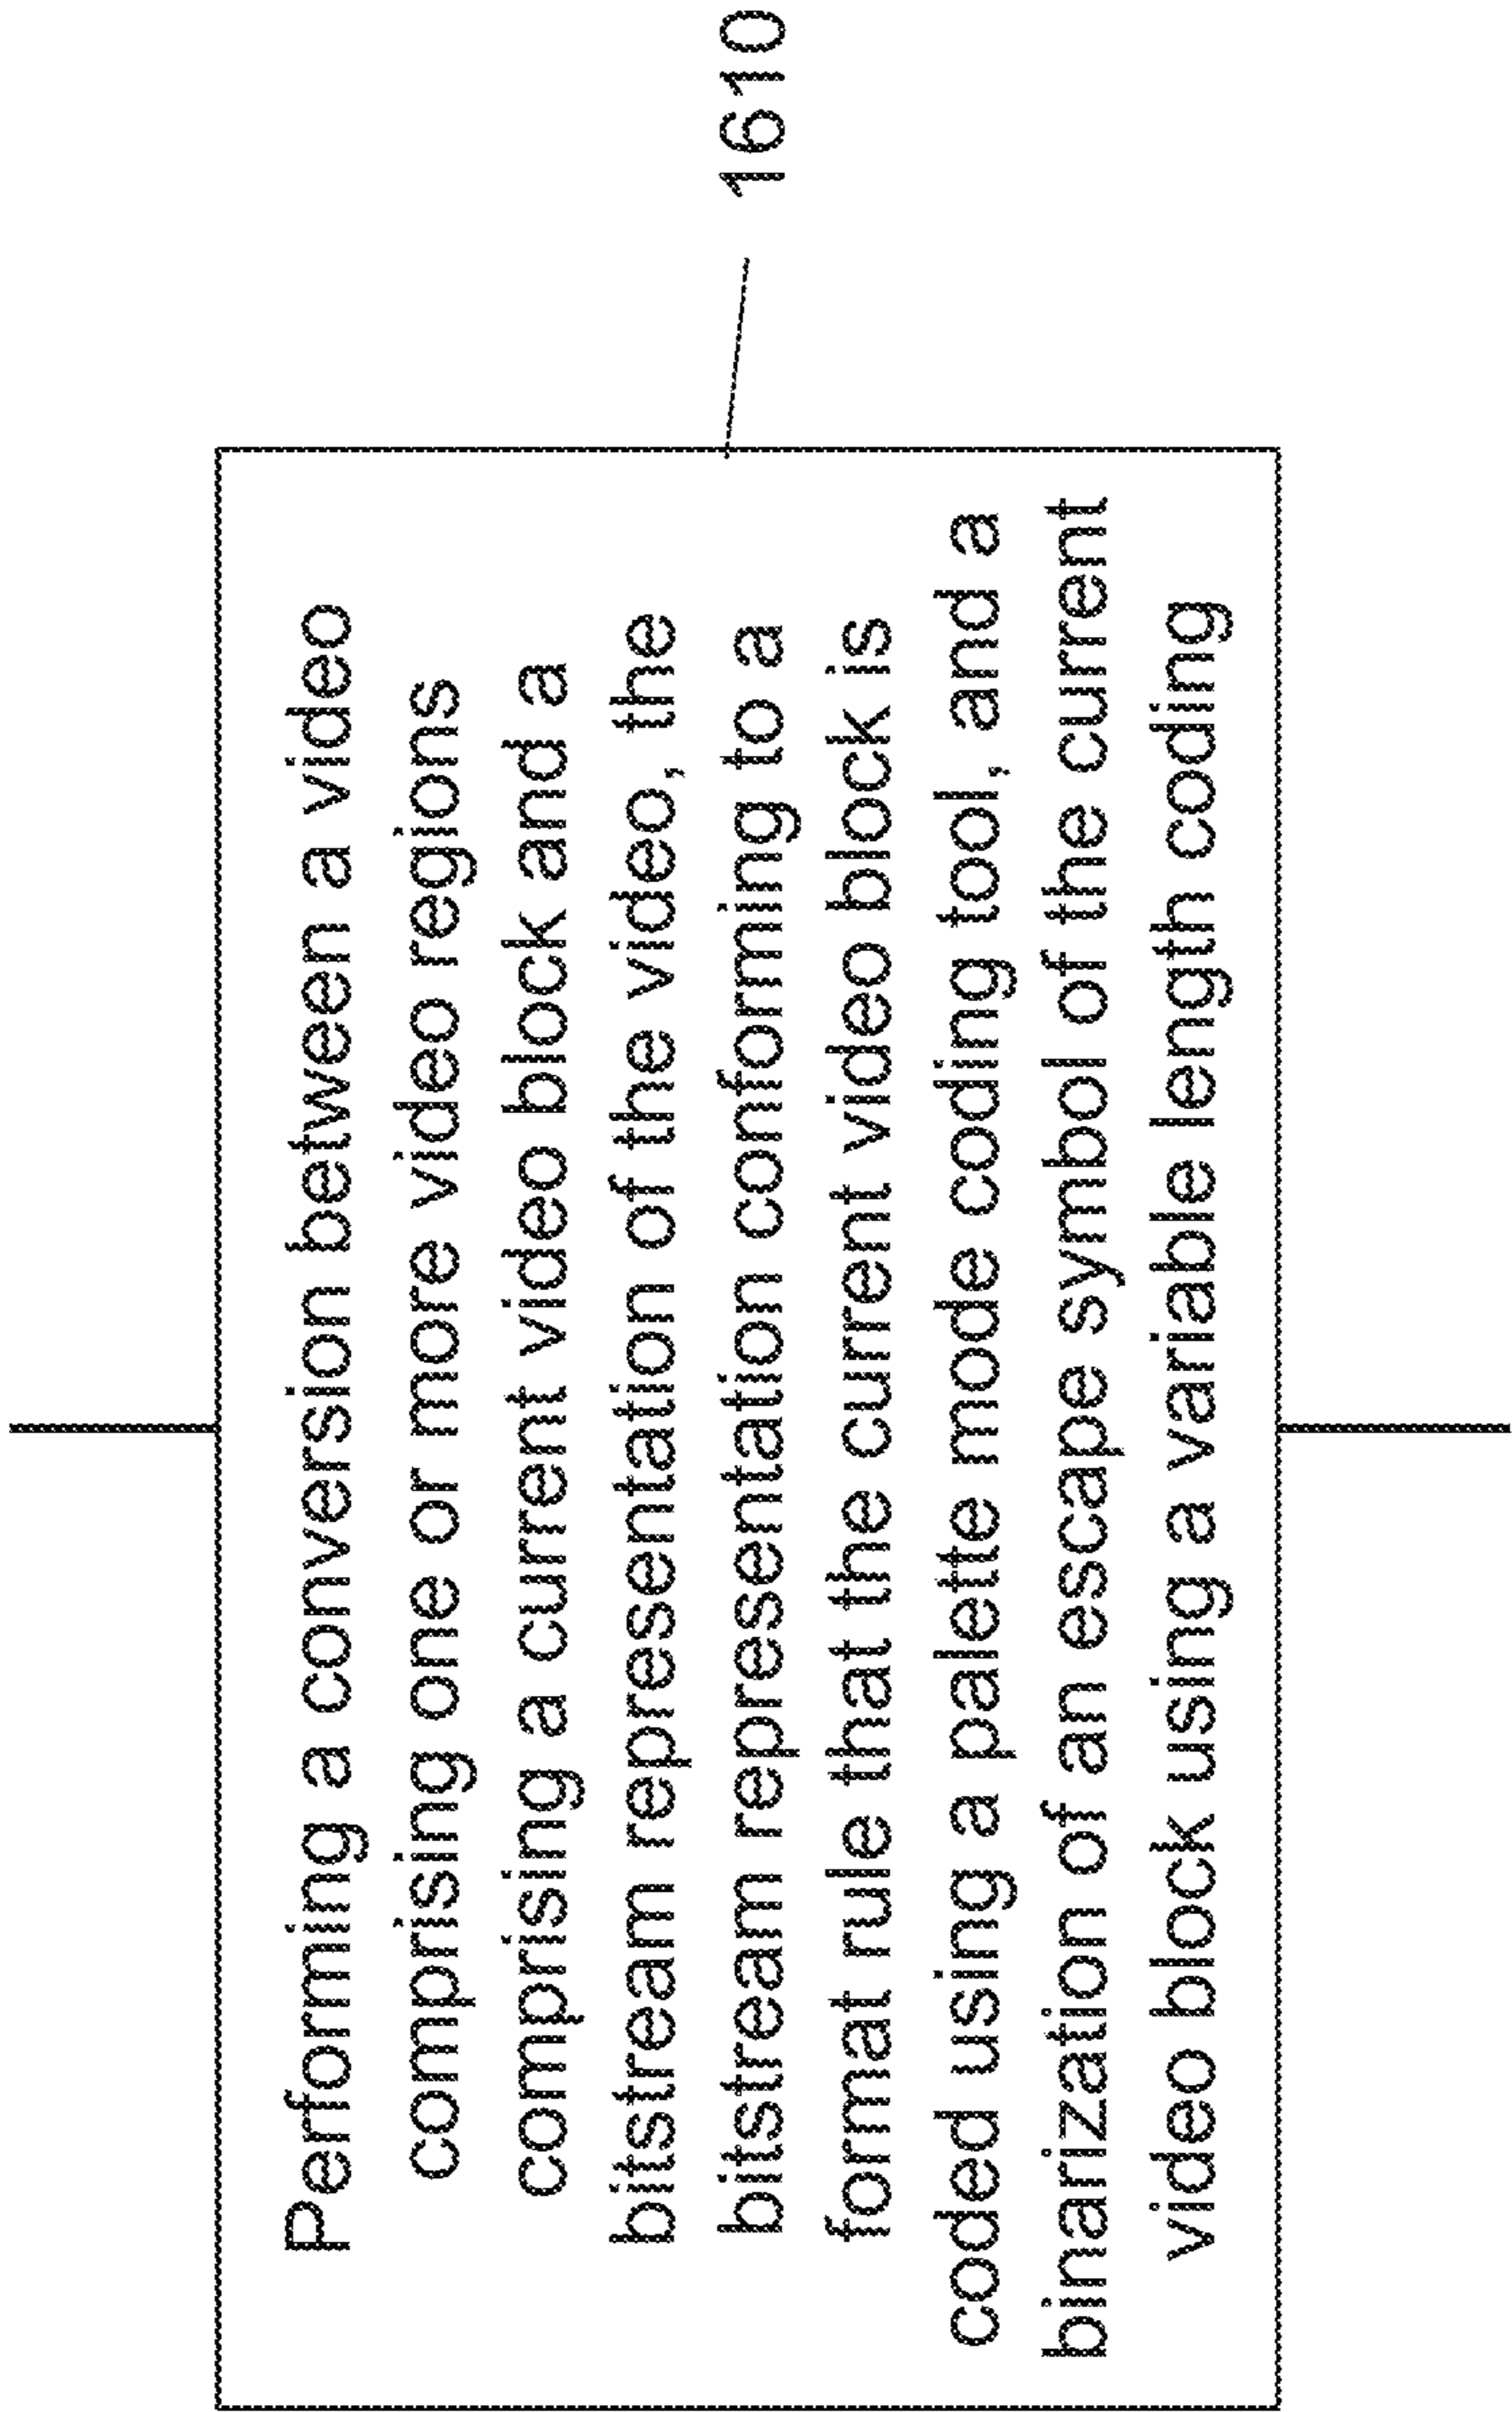 Performing a conversion between a video
comprising one or more video regions
comprising a current video block and a
bitstream representation of the video, the
bitstream representation conforming to a
format rule that the current video block is
coded using a palette mode coding tool, and a
binarization of an escape symbol of the current
video block using a variable length coding
1610